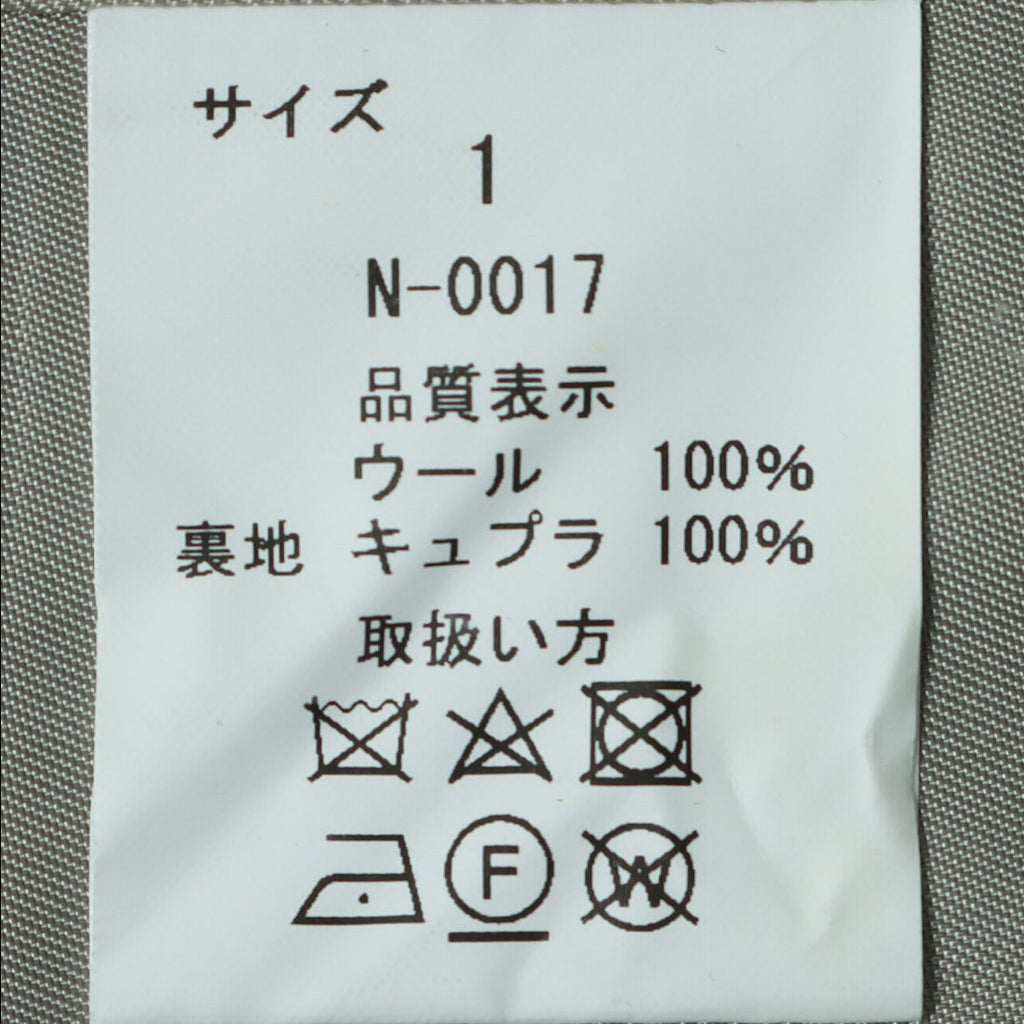 サイズ
1
N-0017
品質表示
ウール 100%
裏地 キュプラ 100%
取扱い方
F W